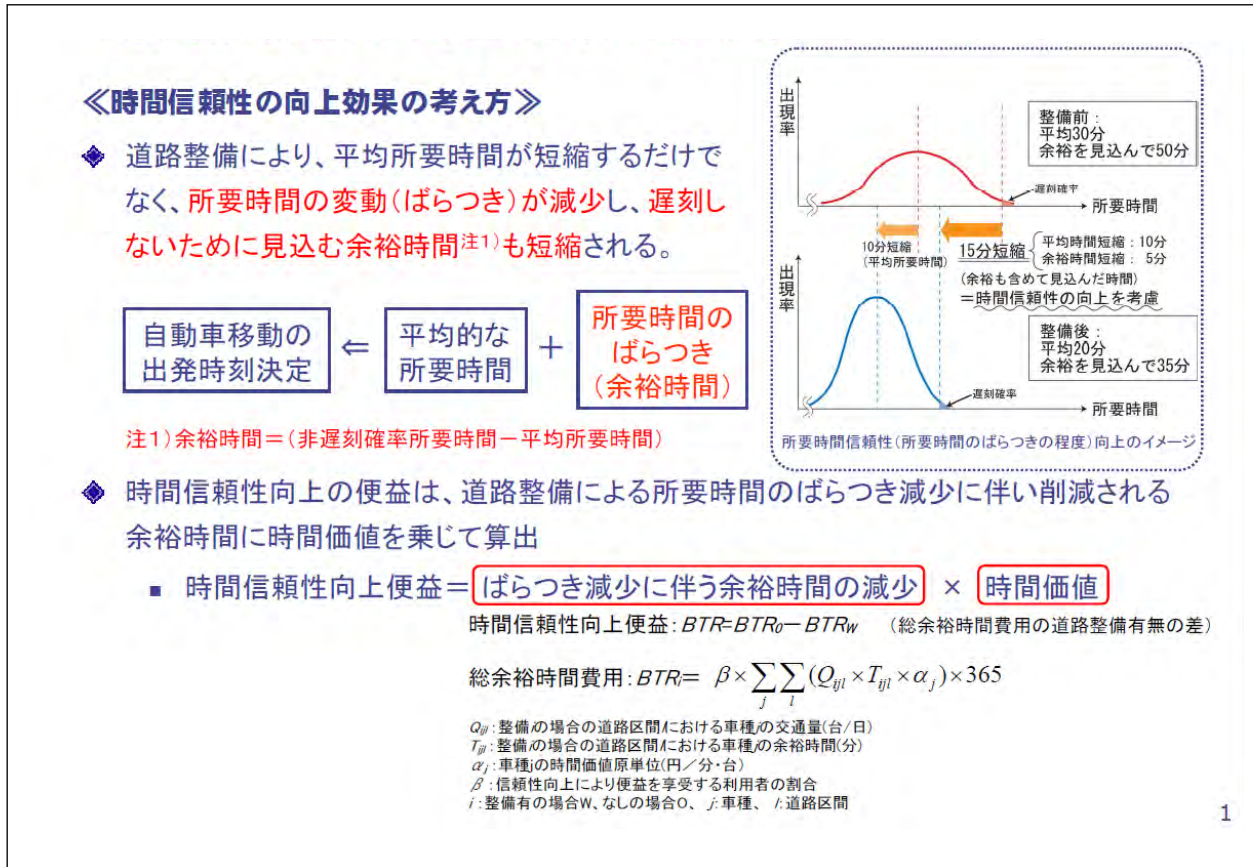 ≪時間信頼性の向上効果の考え方≫
道路整備により、平均所要時間が短縮するだけで
なく、所要時間の変動(ばらつき)が減少し、遅刻し
ないために見込む余裕時間注1)も短縮される。
自動車移動の
出発時刻決定
⇐
平均的な
所要時間
+
所要時間の
ばらつき
(余裕時間)
注1)余裕時間=(非遅刻確率所要時間-平均所要時間)
出現率
整備前:
平均30分
余裕を見込んで50分
遅刻確率
所要時間
10分短縮
(平均所要時間)
15分短縮
平均時間短縮:10分
余裕時間短縮: 5分
(余裕も含めて見込んだ時間)
=時間信頼性の向上を考慮
出現率
整備後:
平均20分
余裕を見込んで35分
遅刻確率
所要時間
所要時間信頼性(所要時間のばらつきの程度)向上のイメージ
時間信頼性向上の便益は、道路整備による所要時間のばらつき減少に伴い削減される
余裕時間に時間価値を乗じて算出
時間信頼性向上便益=ばらつき減少に伴う余裕時間の減少 × 時間価値
時間信頼性向上便益:BTR=BTR0-BTRW (総余裕時間費用の道路整備有無の差)
総余裕時間費用:BTRi= β×∑j∑l(Qijl×Tijl×αj)×365
Qijl:整備iの場合の道路区間lにおける車種jの交通量(台/日)
Tijl:整備iの場合の道路区間lにおける車種jの余裕時間(分)
αj:車種jの時間価値原単位(円/分・台)
β:信頼性向上により便益を享受する利用者の割合
i:整備有の場合W、なしの場合O、 j:車種、 l:道路区間
1